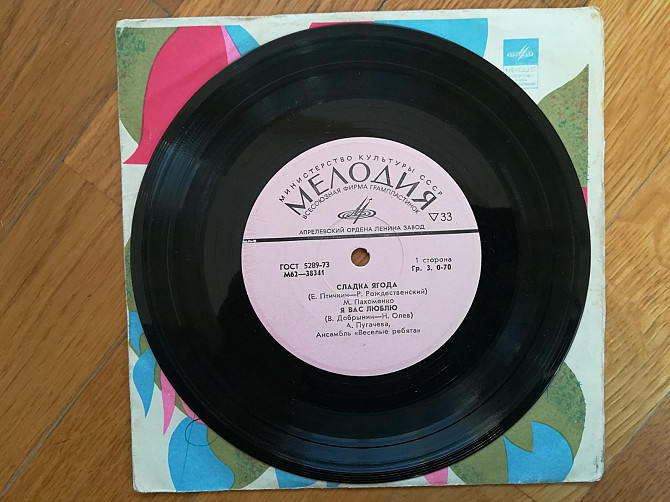 МИНИСТЕРСТВО КУЛЬТУРЫ СССР
МЕЛОДИЯ
ВСЕСОЮЗНАЯ ФИРМА ГРАМПЛАСТИНОК
▽33
АПРЕЛЕВСКИЙ ОРДЕНА ЛЕНИНА ЗАВОД
ГОСТ 5289-73
М62—38341
1 сторона
Гр. 3. 0-70
СЛАДКА ЯГОДА
(Е. Птичкин—Р. Рождественский)
М. Пахоменко
Я ВАС ЛЮБЛЮ
(В. Добрынин—Н. Олев)
А. Пугачева,
Ансамбль «Веселые ребята»